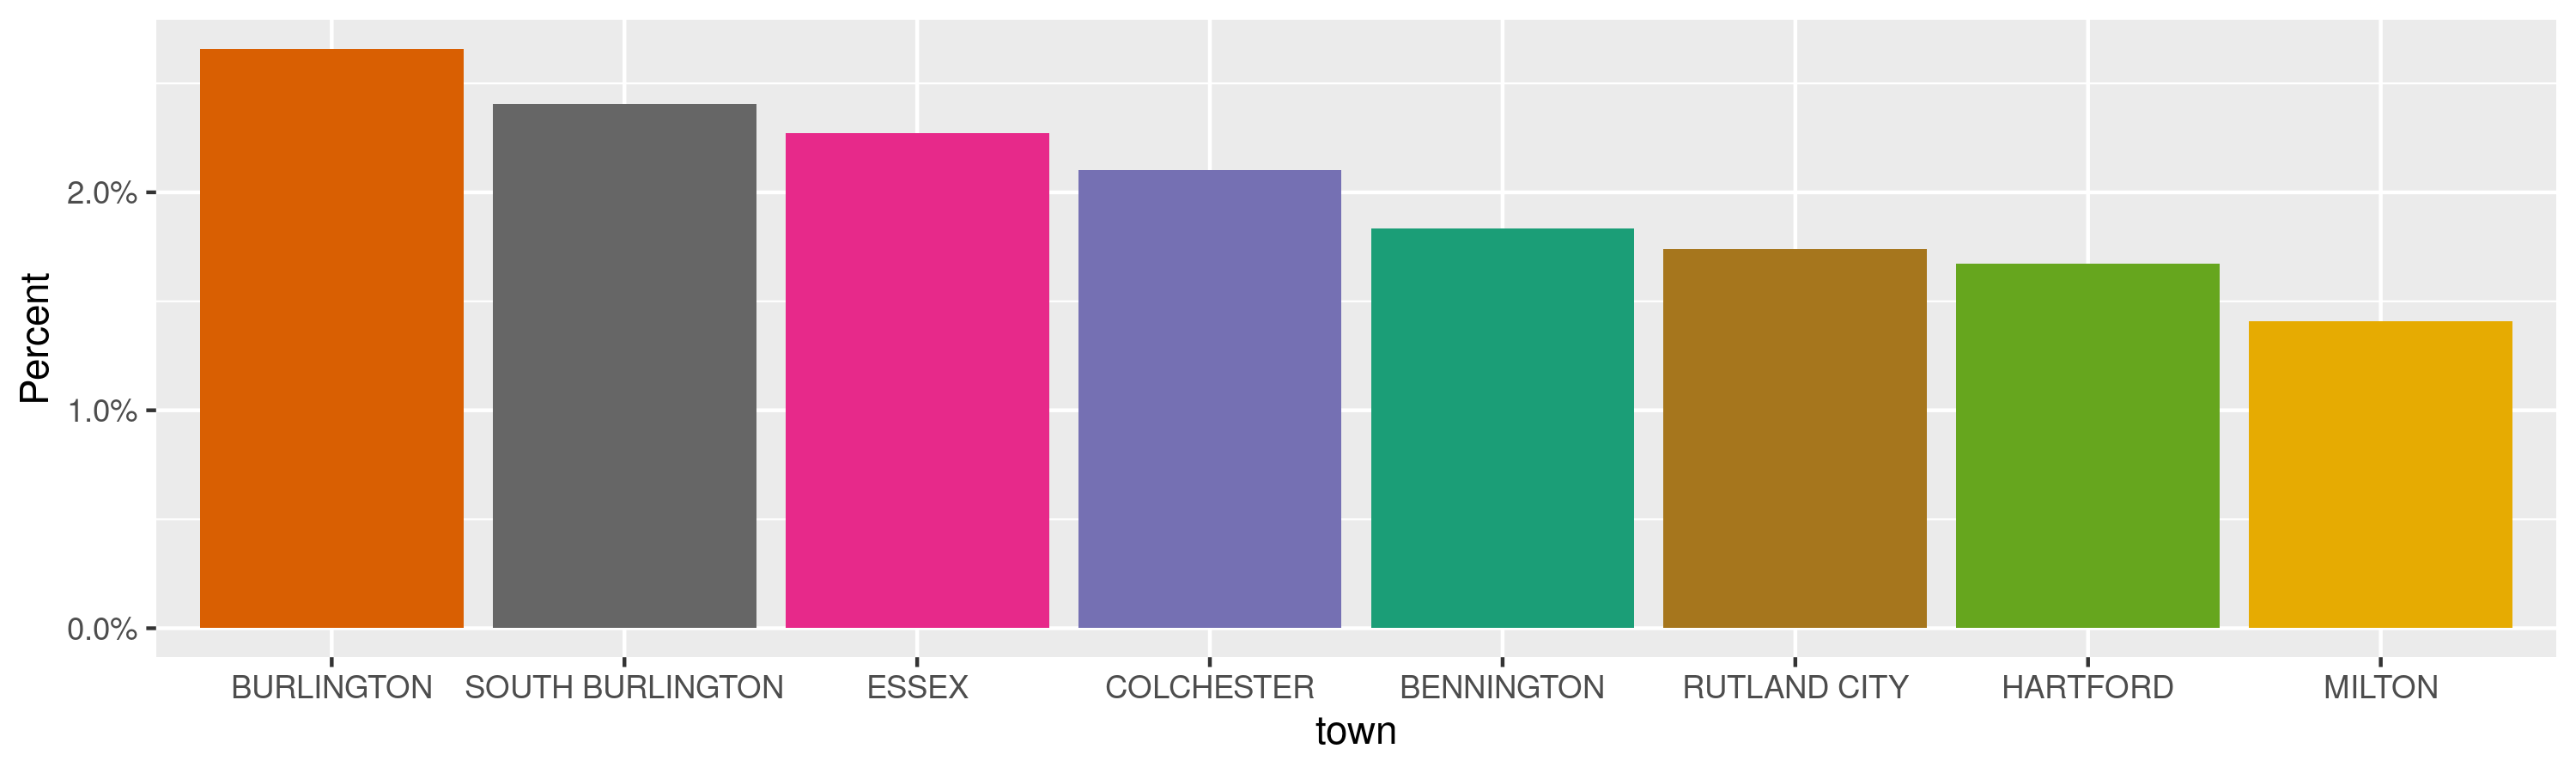 Percent
2.0%
1.0%
0.0%
BURLINGTON SOUTH BURLINGTON ESSEX COLCHESTER BENNINGTON RUTLAND CITY HARTFORD MILTON
town